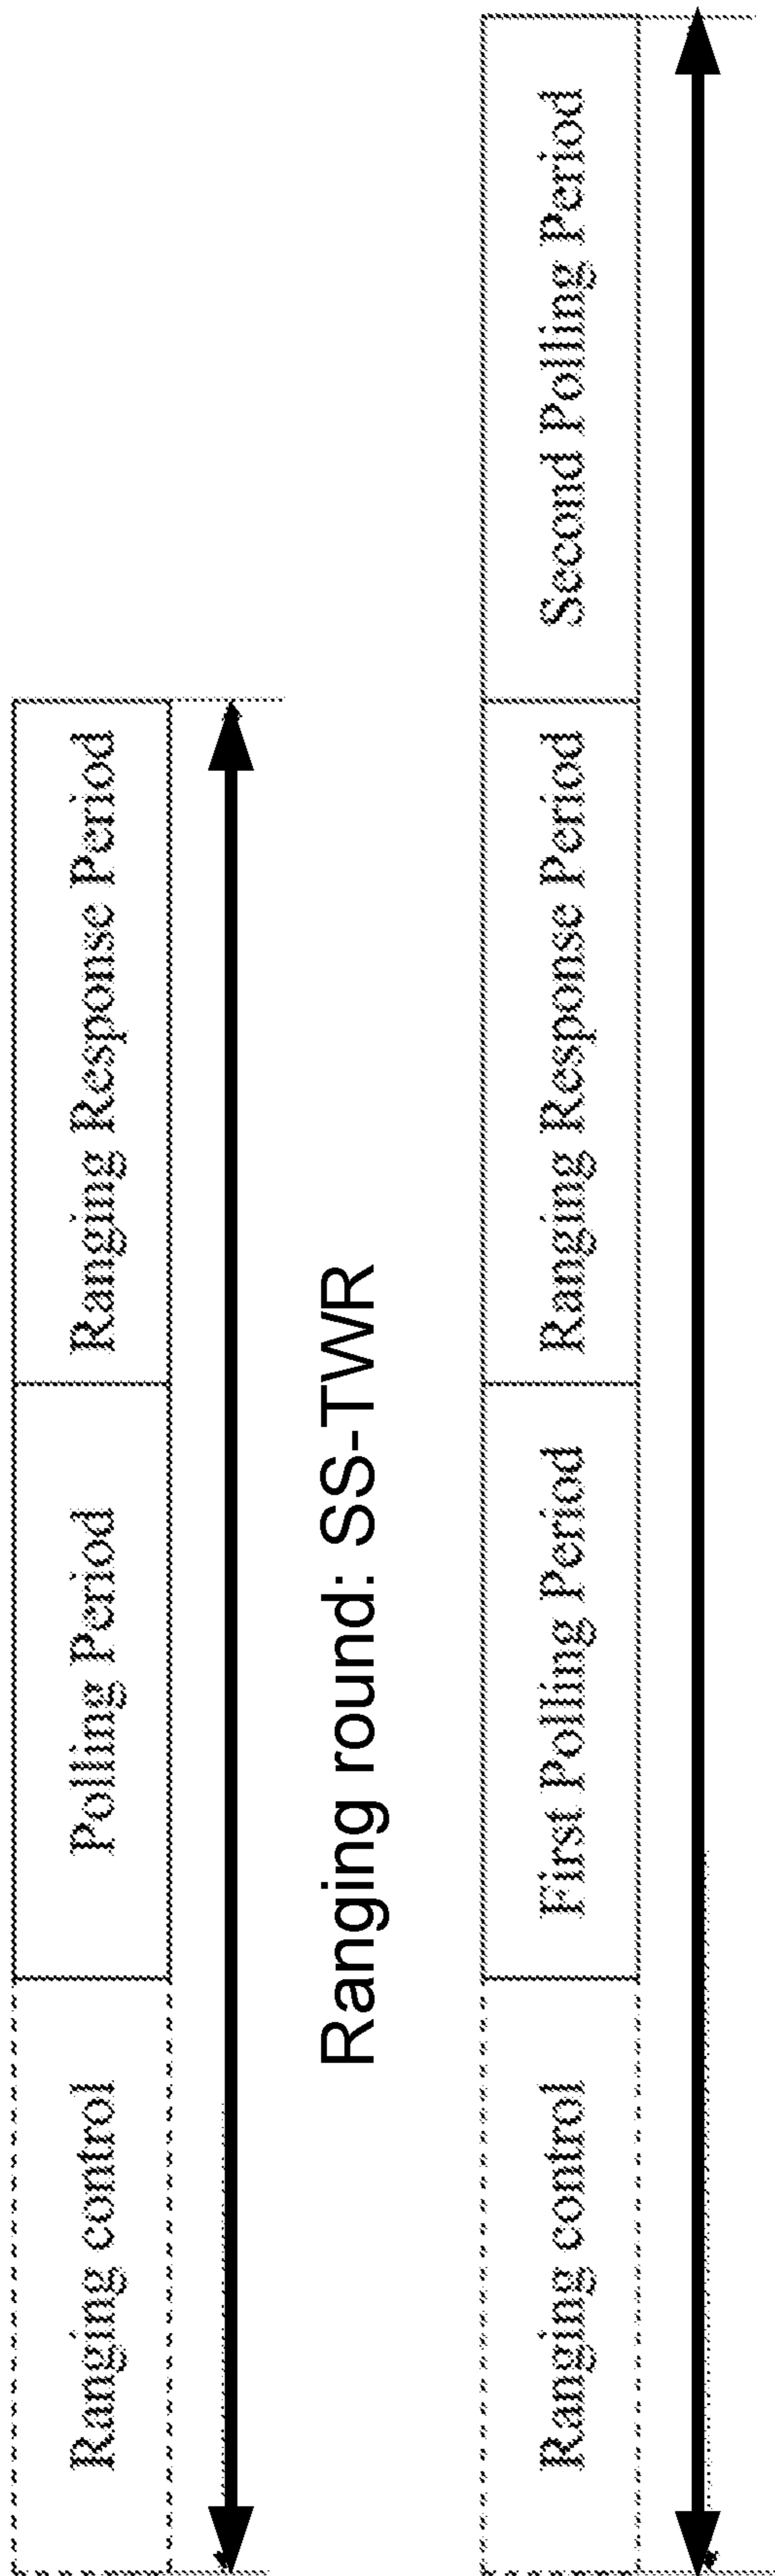 Ranging control Polling Period Ranging Response Period
Ranging round: SS-TWR
Ranging control First Polling Period Ranging Response Period Second Polling Period